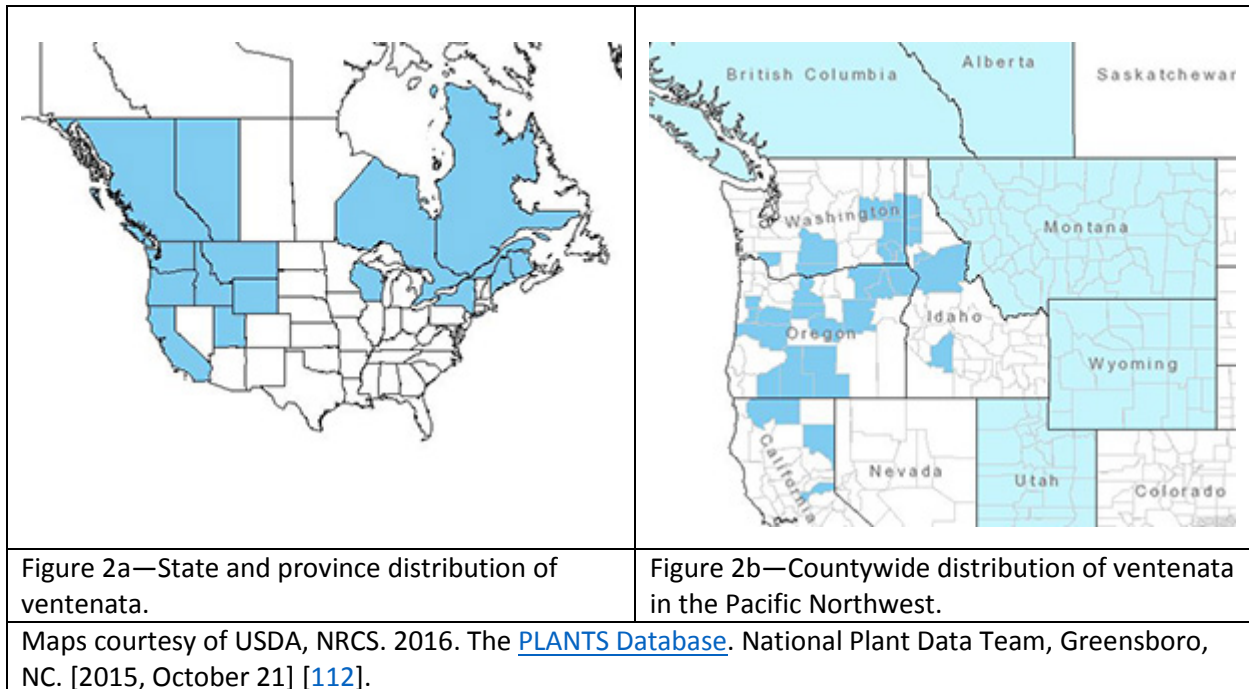 British Columbia
Alberta
Saskatchewan
Washington
Montana
Oregon
Idaho
Wyoming
California
Nevada
Utah
Colorado
Figure 2a—State and province distribution of
ventenata.
Figure 2b—Countywide distribution of ventenata
in the Pacific Northwest.
Maps courtesy of USDA, NRCS. 2016. The PLANTS Database. National Plant Data Team, Greensboro,
NC. [2015, October 21] [112].